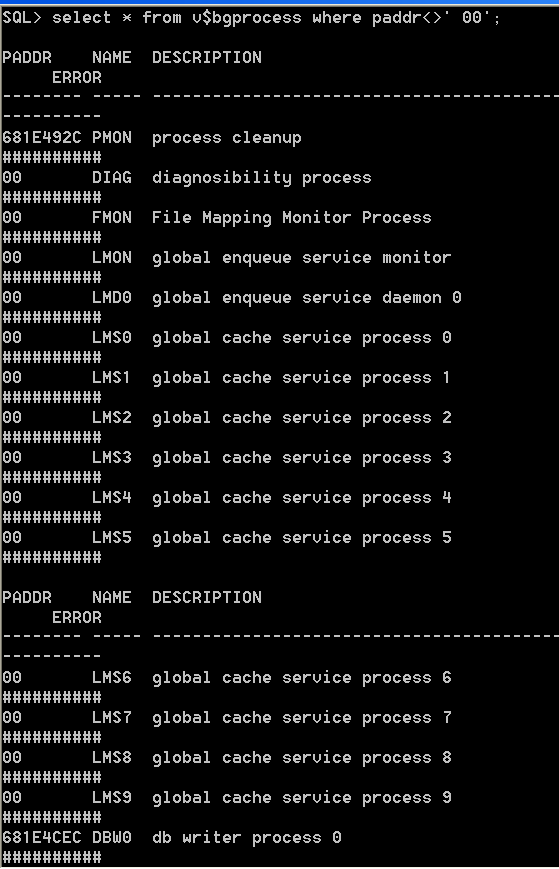 SQL> select * from v$bgprocess where paddr<>' 00';
PADDR    NAME  DESCRIPTION
     ERROR
-------- ----- -----------------------------------------
----------
681E492C PMON  process cleanup
##########
00       DIAG  diagnosibility process
##########
00       FMON  File Mapping Monitor Process
##########
00       LMON  global enqueue service monitor
##########
00       LMD0  global enqueue service daemon 0
##########
00       LMS0  global cache service process 0
##########
00       LMS1  global cache service process 1
##########
00       LMS2  global cache service process 2
##########
00       LMS3  global cache service process 3
##########
00       LMS4  global cache service process 4
##########
00       LMS5  global cache service process 5
##########
PADDR    NAME  DESCRIPTION
     ERROR
-------- ----- -----------------------------------------
----------
00       LMS6  global cache service process 6
##########
00       LMS7  global cache service process 7
##########
00       LMS8  global cache service process 8
##########
00       LMS9  global cache service process 9
##########
681E4CEC DBW0  db writer process 0
##########